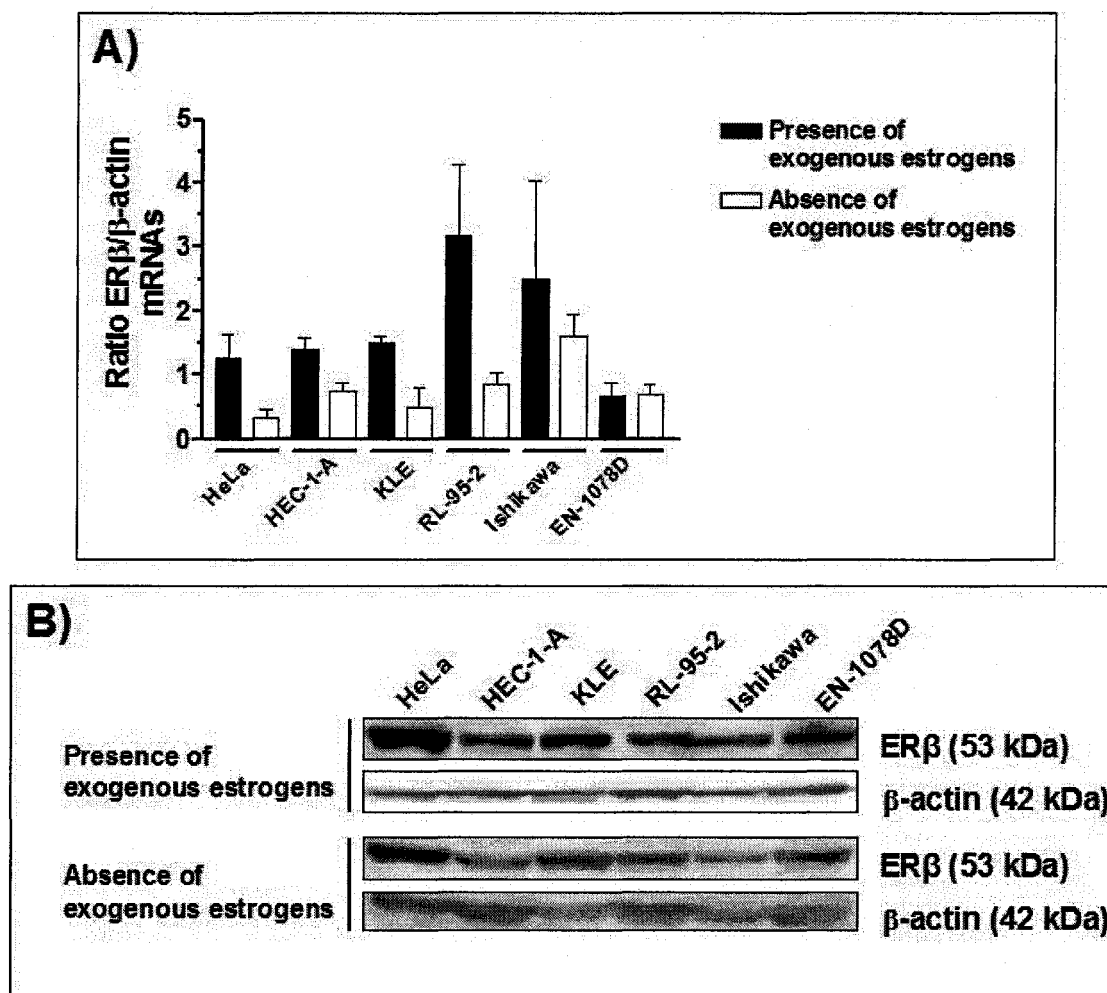 A)
Ratio ERβ/β-actin
mRNAs
5
4
3
2
1
0
HeLa
HEC-1-A
KLE
RL-95-2
Ishikawa
EN-1078D
Presence of
exogenous estrogens
Absence of
exogenous estrogens
B)
HeLa
HEC-1-A
KLE
RL-95-2
Ishikawa
EN-1078D
Presence of
exogenous estrogens
ERβ (53 kDa)
β-actin (42 kDa)
Absence of
exogenous estrogens
ERβ (53 kDa)
β-actin (42 kDa)